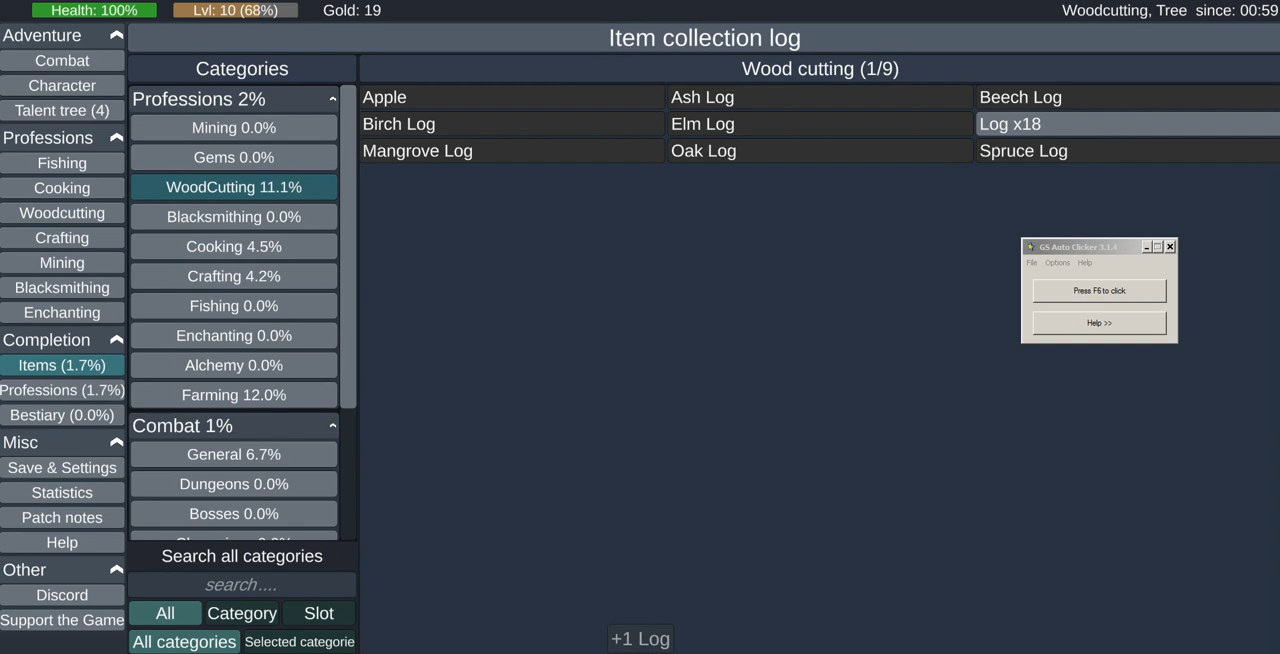 Health: 100%
Lvl: 10 (68%)
Gold: 19
Woodcutting, Tree since: 00:59
Adventure
Combat
Character
Talent tree (4)
Professions
Fishing
Cooking
Woodcutting
Crafting
Mining
Blacksmithing
Enchanting
Completion
Items (1.7%)
Professions (1.7%)
Bestiary (0.0%)
Misc
Save & Settings
Statistics
Patch notes
Help
Other
Discord
Support the Game
Item collection log
Categories
Professions 2%
Mining 0.0%
Gems 0.0%
WoodCutting 11.1%
Blacksmithing 0.0%
Cooking 4.5%
Crafting 4.2%
Fishing 0.0%
Enchanting 0.0%
Alchemy 0.0%
Farming 12.0%
Combat 1%
General 6.7%
Dungeons 0.0%
Bosses 0.0%
Search all categories
search....
All
Category
Slot
All categories
Selected categorie
Wood cutting (1/9)
Apple
Ash Log
Beech Log
Birch Log
Elm Log
Log x18
Mangrove Log
Oak Log
Spruce Log
GS Auto Clicker 3.1.4
File Options Help
Press F6 to click
Help >>
+1 Log